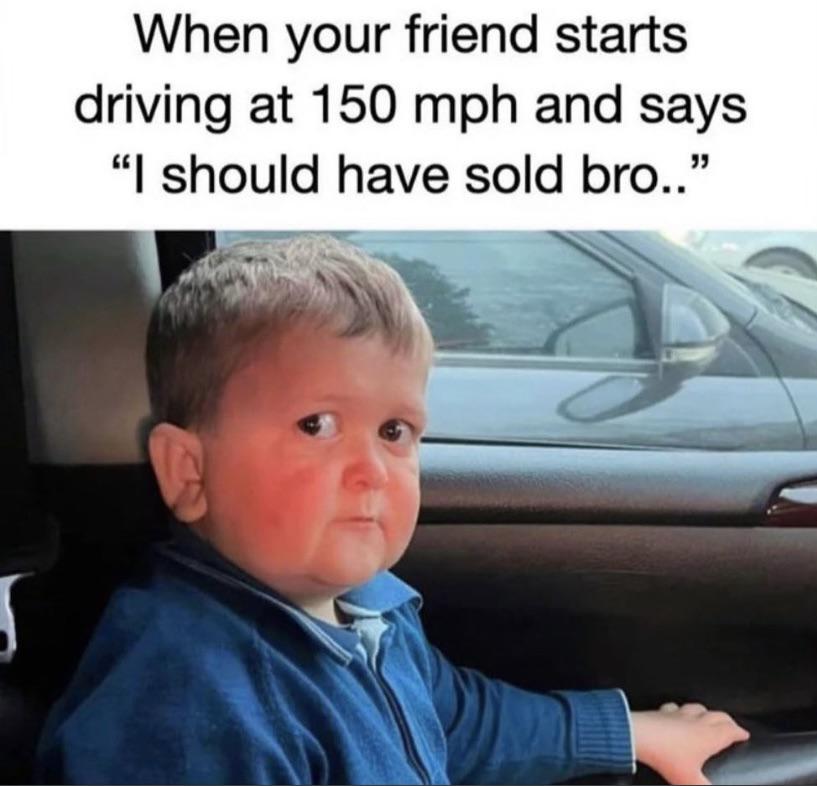 When your friend starts
driving at 150 mph and says
“I should have sold bro..”